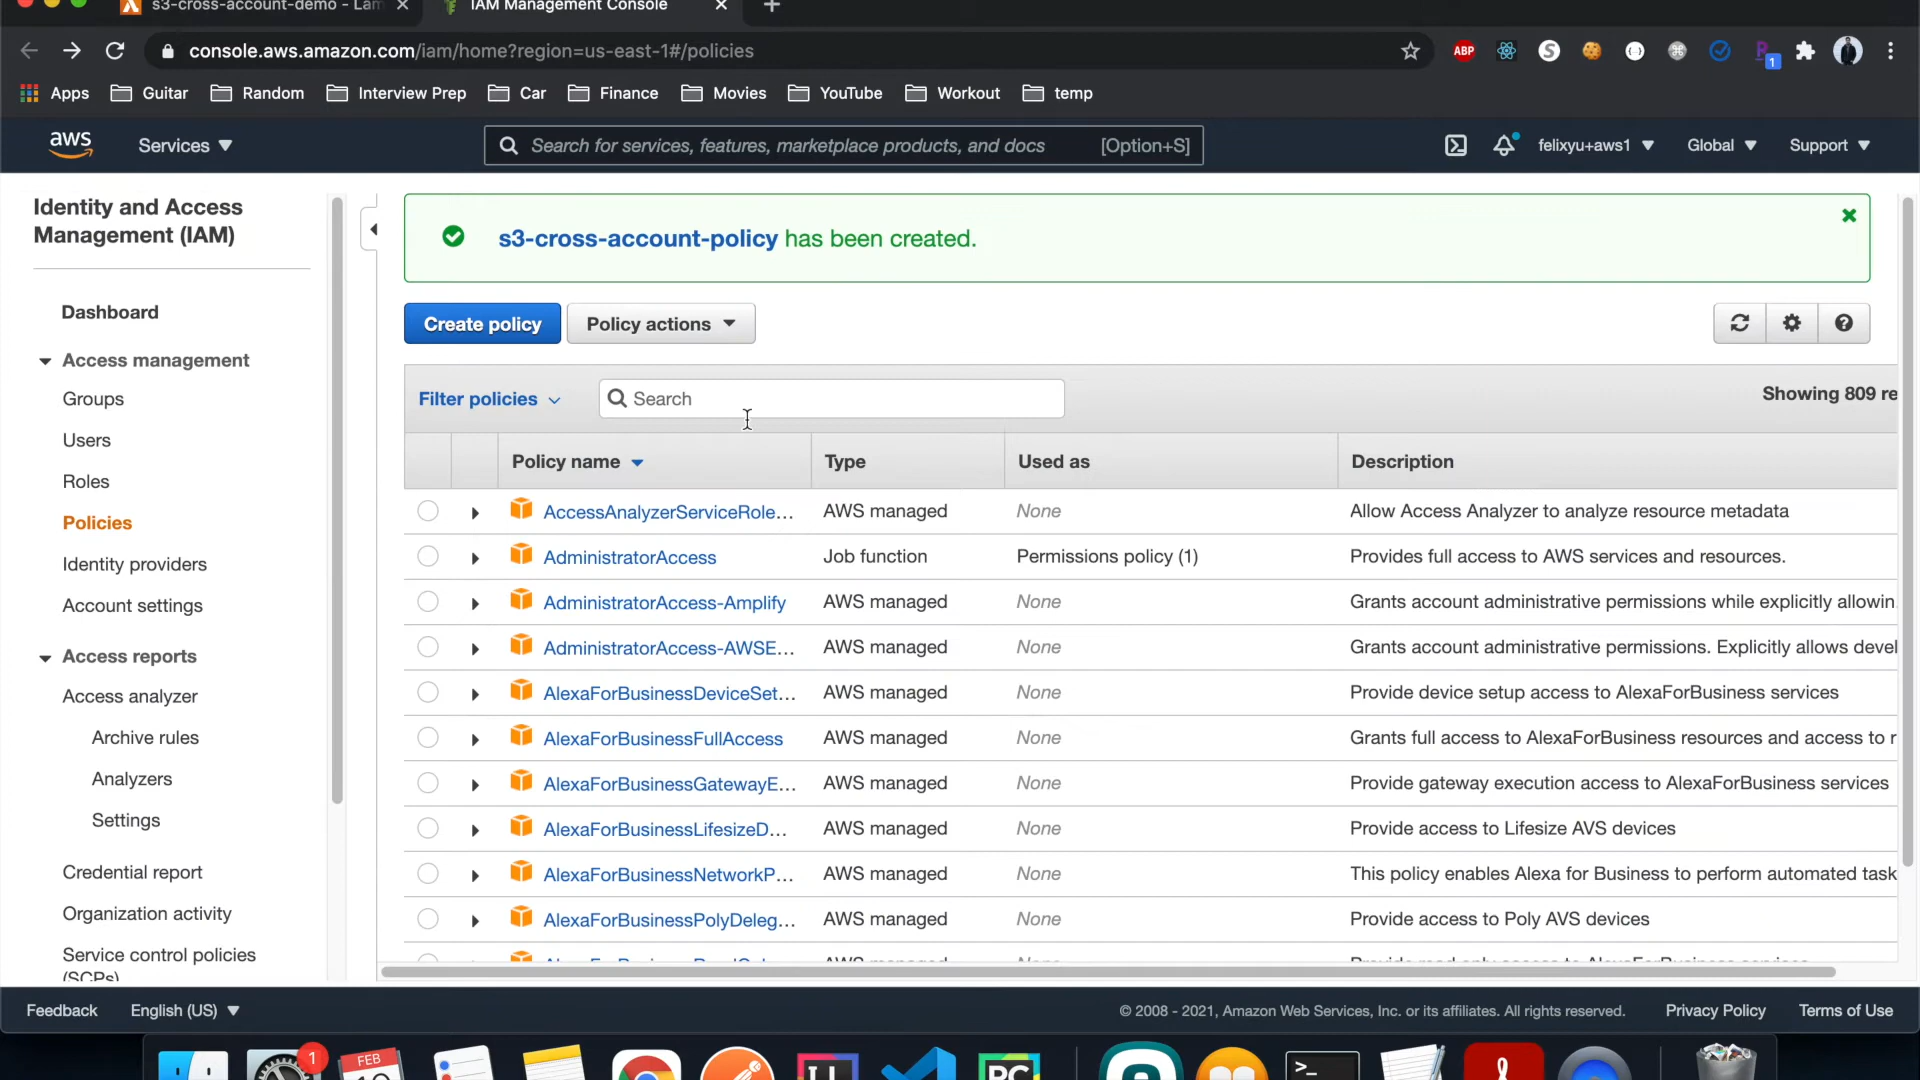 s3-cross-account-demo - Lam
IAM Management Console
console.aws.amazon.com/iam/home?region=us-east-1#/policies
ABP
S
1
Apps
Guitar
Random
Interview Prep
Car
Finance
Movies
YouTube
Workout
temp
aws
Services
Search for services, features, marketplace products, and docs
[Option+S]
felixyu+aws1
Global
Support
Identity and Access
Management (IAM)
Dashboard
Access management
Groups
Users
Roles
Policies
Identity providers
Account settings
Access reports
Access analyzer
Archive rules
Analyzers
Settings
Credential report
Organization activity
Service control policies
(SCPs)
s3-cross-account-policy has been created.
Create policy
Policy actions
Filter policies
Search
Showing 809 re
Policy name
Type
Used as
Description
AccessAnalyzerServiceRole... AWS managed None Allow Access Analyzer to analyze resource metadata
AdministratorAccess Job function Permissions policy (1) Provides full access to AWS services and resources.
AdministratorAccess-Amplify AWS managed None Grants account administrative permissions while explicitly allowin
AdministratorAccess-AWSE... AWS managed None Grants account administrative permissions. Explicitly allows devel
AlexaForBusinessDeviceSet... AWS managed None Provide device setup access to AlexaForBusiness services
AlexaForBusinessFullAccess AWS managed None Grants full access to AlexaForBusiness resources and access to r
AlexaForBusinessGatewayE... AWS managed None Provide gateway execution access to AlexaForBusiness services
AlexaForBusinessLifesizeD... AWS managed None Provide access to Lifesize AVS devices
AlexaForBusinessNetworkP... AWS managed None This policy enables Alexa for Business to perform automated task
AlexaForBusinessPolyDeleg... AWS managed None Provide access to Poly AVS devices
Feedback
English (US)
© 2008 - 2021, Amazon Web Services, Inc. or its affiliates. All rights reserved.
Privacy Policy
Terms of Use
1
FEB
PC
>_